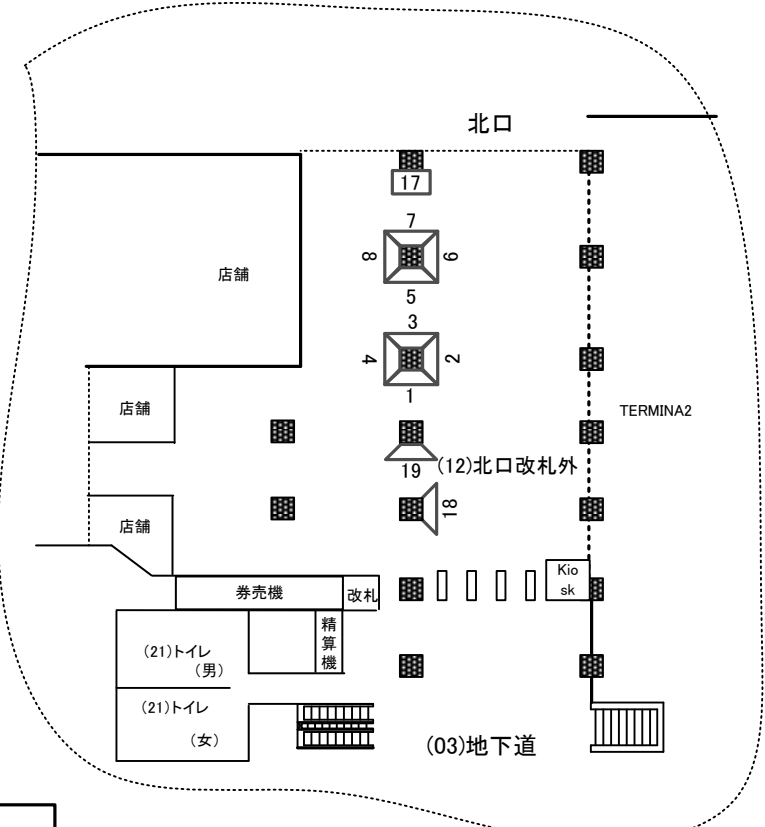 北口
17
7
8
6
店舗
5
3
4
2
店舗
1
TERMINA2
19
(12)北口改札外
18
店舗
Kio
sk
券売機
改札
精
算
機
(21)トイレ
(男)
(21)トイレ
(女)
(03)地下道